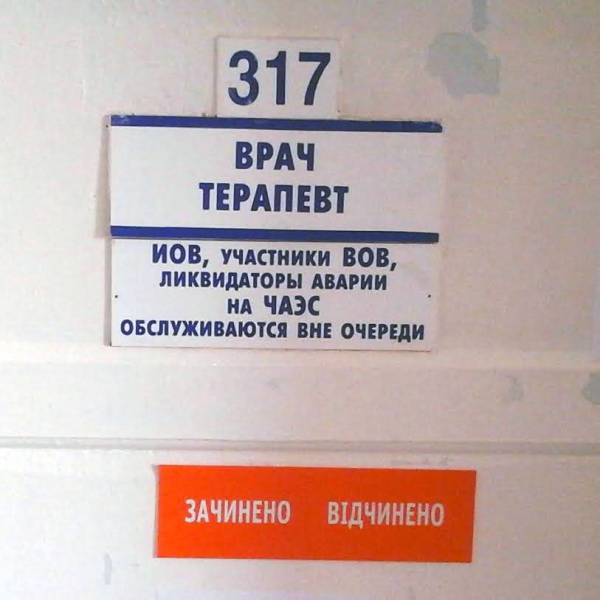 317
ВРАЧ
ТЕРАПЕВТ
ИОВ, УЧАСТНИКИ ВОВ,
ЛИКВИДАТОРЫ АВАРИИ
НА ЧАЭС
ОБСЛУЖИВАЮТСЯ ВНЕ ОЧЕРЕДИ
ЗАЧИНЕНО ВІДЧИНЕНО